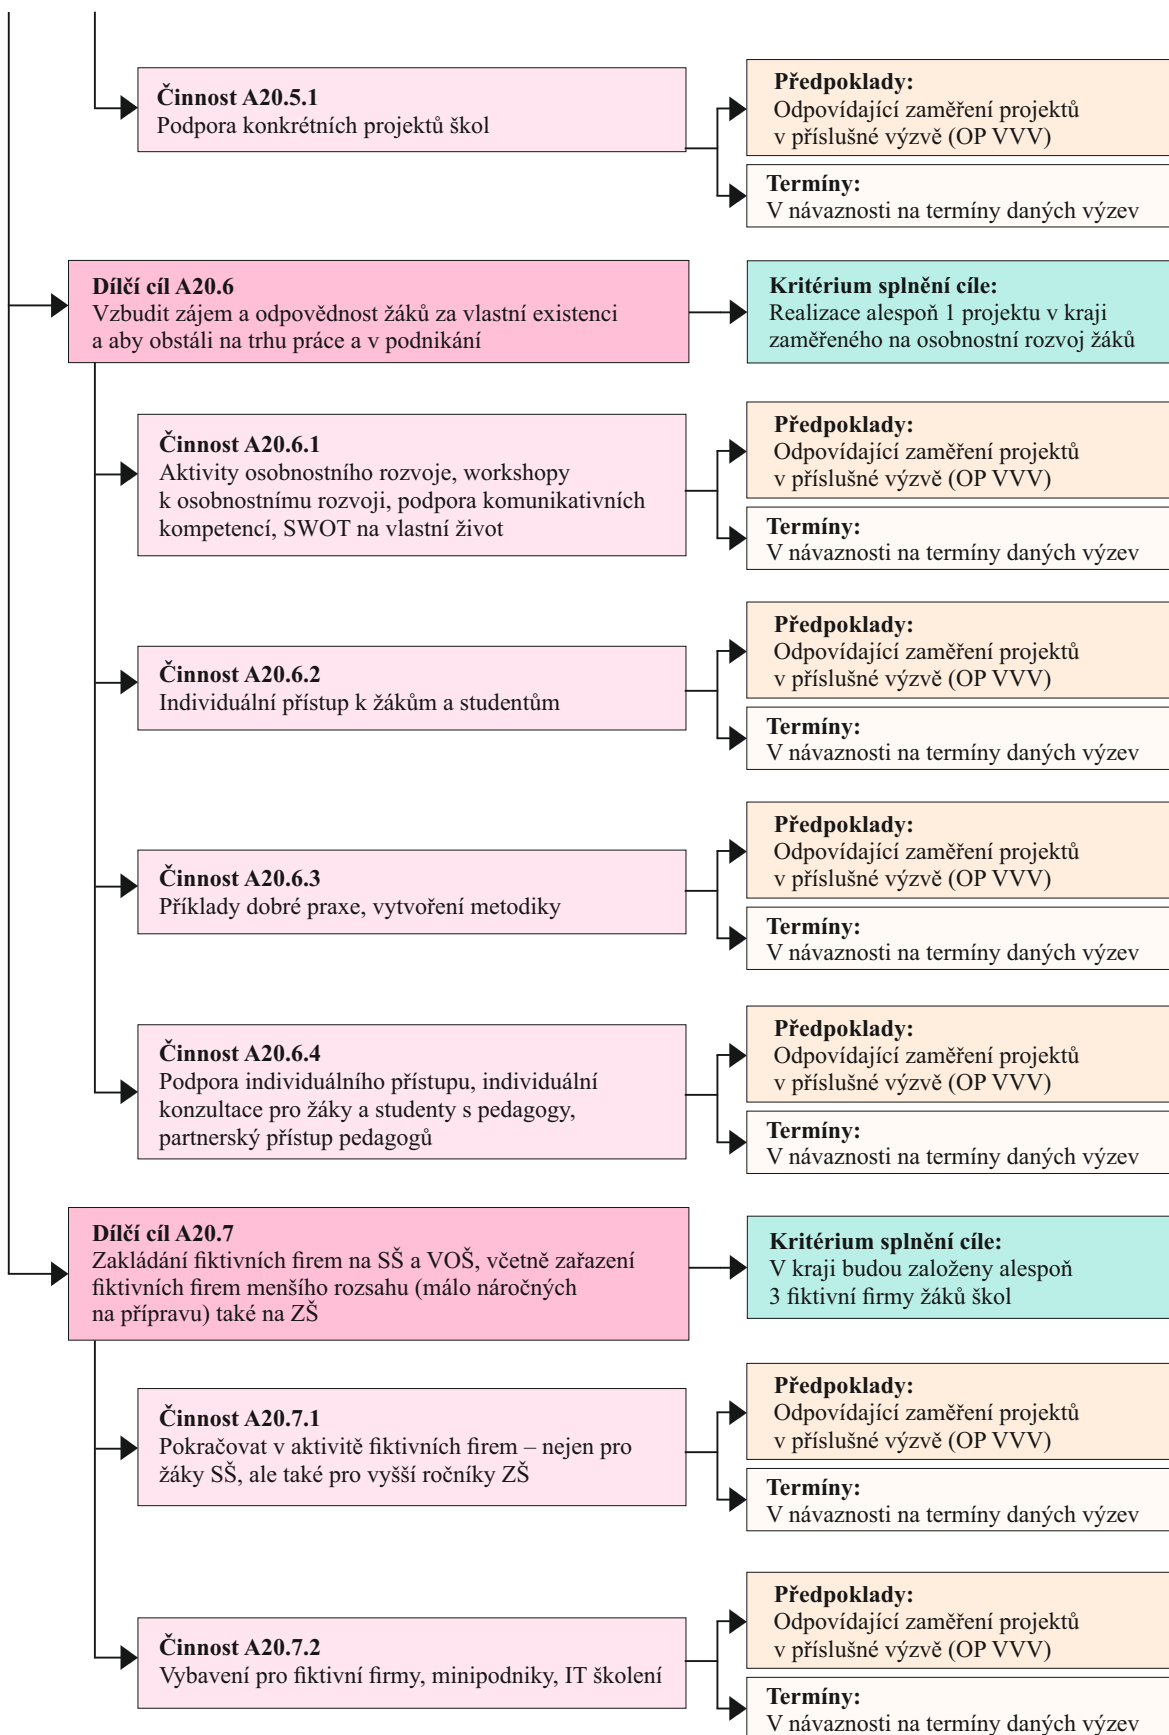 Činnost A20.5.1
Podpora konkrétních projektů škol
Předpoklady:
Odpovídající zaměření projektů
v příslušné výzvě (OP VVV)
Termíny:
V návaznosti na termíny daných výzev
Dílčí cíl A20.6
Vzbudit zájem a odpovědnost žáků za vlastní existenci
a aby obstáli na trhu práce a v podnikání
Kritérium splnění cíle:
Realizace alespoň 1 projektu v kraji
zaměřeného na osobnostní rozvoj žáků
Činnost A20.6.1
Aktivity osobnostního rozvoje, workshopy
k osobnostnímu rozvoji, podpora komunikativních
kompetencí, SWOT na vlastní život
Předpoklady:
Odpovídající zaměření projektů
v příslušné výzvě (OP VVV)
Termíny:
V návaznosti na termíny daných výzev
Činnost A20.6.2
Individuální přístup k žákům a studentům
Předpoklady:
Odpovídající zaměření projektů
v příslušné výzvě (OP VVV)
Termíny:
V návaznosti na termíny daných výzev
Činnost A20.6.3
Příklady dobré praxe, vytvoření metodiky
Předpoklady:
Odpovídající zaměření projektů
v příslušné výzvě (OP VVV)
Termíny:
V návaznosti na termíny daných výzev
Činnost A20.6.4
Podpora individuálního přístupu, individuální
konzultace pro žáky a studenty s pedagogy,
partnerský přístup pedagogů
Předpoklady:
Odpovídající zaměření projektů
v příslušné výzvě (OP VVV)
Termíny:
V návaznosti na termíny daných výzev
Dílčí cíl A20.7
Zakládání fiktivních firem na SŠ a VOŠ, včetně zařazení
fiktivních firem menšího rozsahu (málo náročných
na přípravu) také na ZŠ
Kritérium splnění cíle:
V kraji budou založeny alespoň
3 fiktivní firmy žáků škol
Činnost A20.7.1
Pokračovat v aktivitě fiktivních firem – nejen pro
žáky SŠ, ale také pro vyšší ročníky ZŠ
Předpoklady:
Odpovídající zaměření projektů
v příslušné výzvě (OP VVV)
Termíny:
V návaznosti na termíny daných výzev
Činnost A20.7.2
Vybavení pro fiktivní firmy, minipodniky, IT školení
Předpoklady:
Odpovídající zaměření projektů
v příslušné výzvě (OP VVV)
Termíny:
V návaznosti na termíny daných výzev